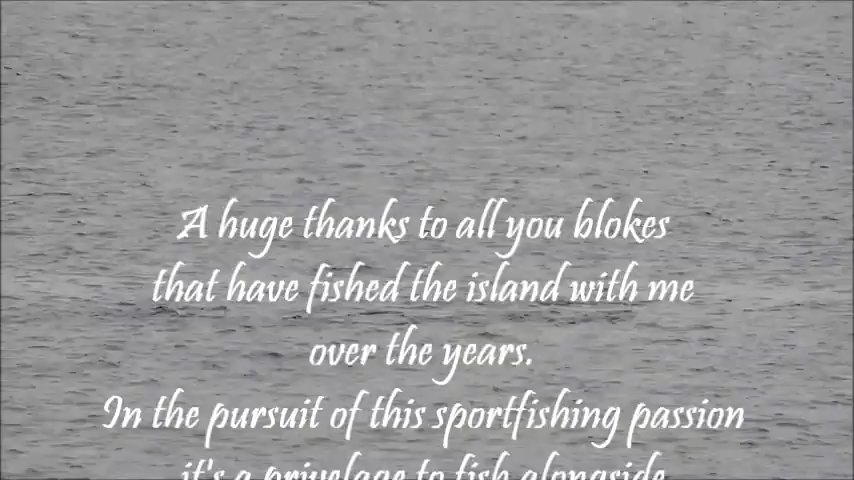 A huge thanks to all you blokes
that have fished the island with me
over the years.
In the pursuit of this sportfishing passion
it's a privelage to fish alongside